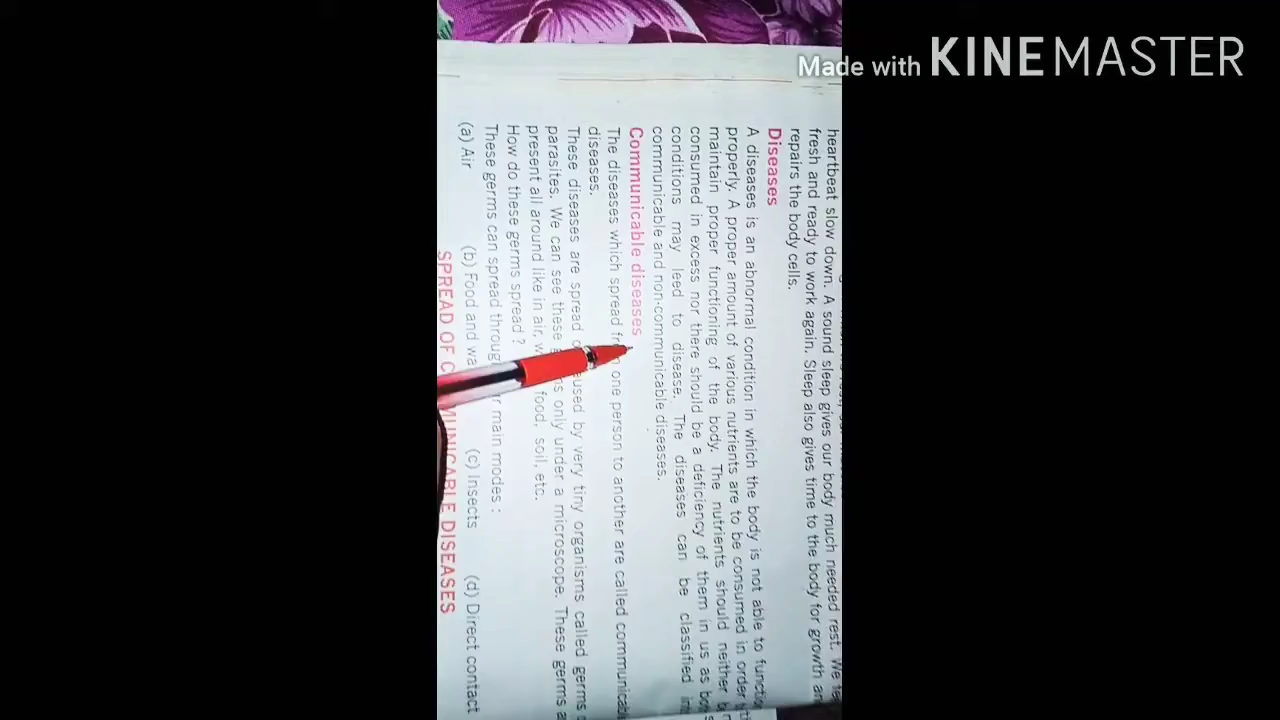 Made with KINEMASTER
heartbeat slow down. A sound sleep gives our body much needed rest. We
fresh and ready to work again. Sleep also gives time to the body for growth
repairs the body cells.
Diseases
A diseases is an abnormal condition in which the body is not able to
properly. A proper amount of various nutrients are to be consumed in order
maintain proper functioning of the body. The nutrients should neither
consumed in excess nor there should be a deficiency of them in us as
conditions may leed to disease. The diseases can be classified
communicable and non-communicable diseases.
Communicable diseases
The diseases which spread one person to another are called
diseases.
These diseases are spread by very tiny organisms called germs
parasites. We can see these only under a microscope. These germs
present all around like in air, food, soil, etc.
How do these germs spread ?
These germs can spread main modes :
(a) Air (b) Food and (c) Insects (d) Direct contact
SPREAD OF DISEASES